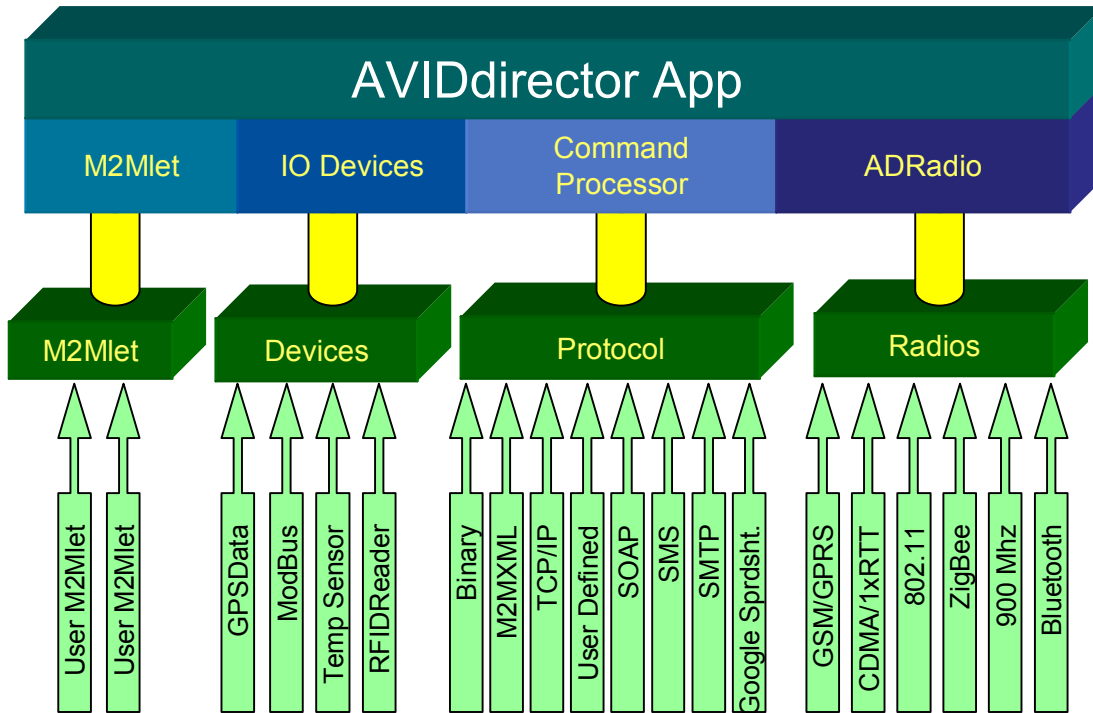 AVIDdirector App
M2Mlet
IO Devices
Command
Processor
ADRadio
M2Mlet
Devices
Protocol
Radios
User M2Mlet
User M2Mlet
GPSData
ModBus
Temp Sensor
RFIDReader
Binary
M2MXML
TCP/IP
User Defined
SOAP
SMS
SMTP
Google Sprdsht.
GSM/GPRS
CDMA/1xRTT
802.11
ZigBee
900 Mhz
Bluetooth